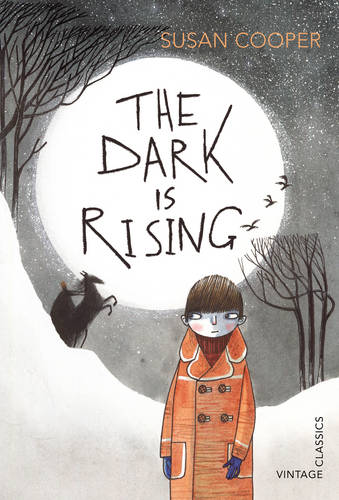 SUSAN COOPER
THE
DARK
IS
RISING
VINTAGE
CLASSICS